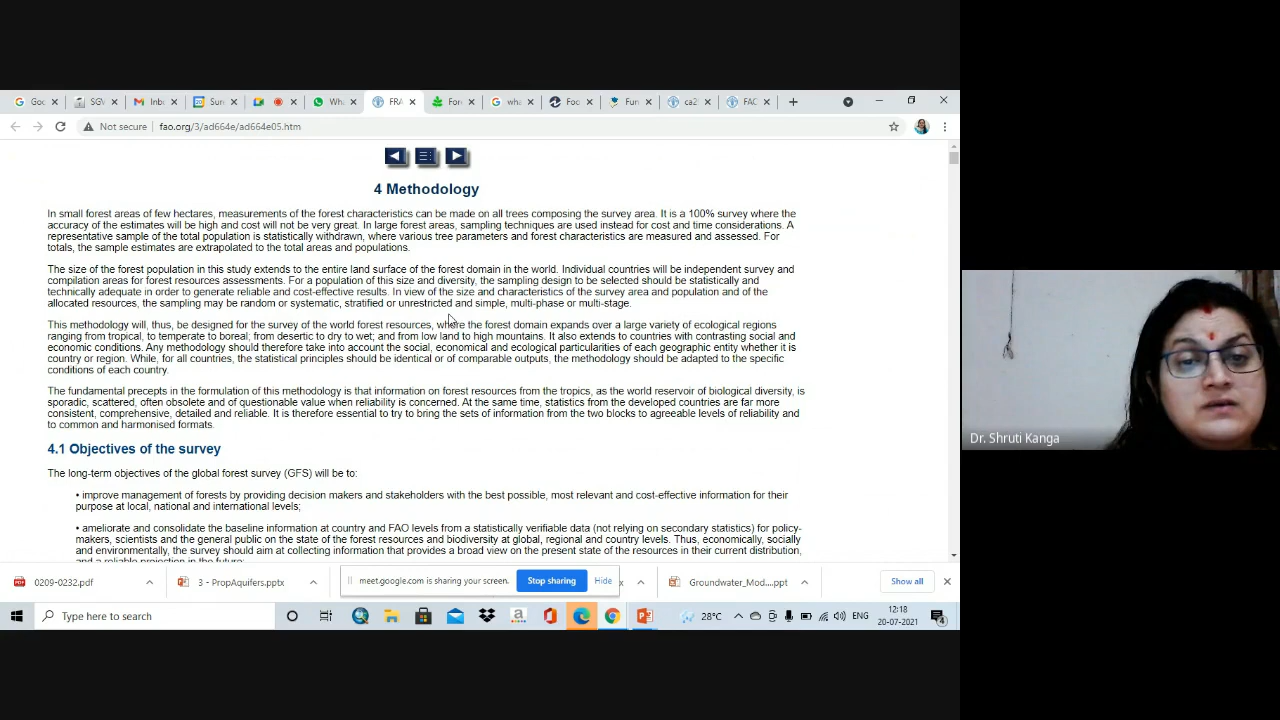 Goo
SGV
Inbo
Sun
Wha
FRA
Fore
wha
Foo
Fun
ca2
FAC
Not secure
fao.org/3/ad664e/ad664e05.htm
4 Methodology
In small forest areas of few hectares, measurements of the forest characteristics can be made on all trees composing the survey area. It is a 100% survey where the
accuracy of the estimates will be high and cost will not be very great. In large forest areas, sampling techniques are used instead for cost and time considerations. A
representative sample of the total population is statistically withdrawn, where various tree parameters and forest characteristics are measured and assessed. For
totals, the sample estimates are extrapolated to the total areas and populations.
The size of the forest population in this study extends to the entire land surface of the forest domain in the world. Individual countries will be independent survey and
compilation areas for forest resources assessments. For a population of this size and diversity, the sampling design to be selected should be statistically and
technically adequate in order to generate reliable and cost-effective results. In view of the size and characteristics of the survey area and population and of the
allocated resources, the sampling may be random or systematic, stratified or unrestricted and simple, multi-phase or multi-stage.
This methodology will, thus, be designed for the survey of the world forest resources, where the forest domain expands over a large variety of ecological regions
ranging from tropical, to temperate to boreal; from desertic to dry to wet; and from low land to high mountains. It also extends to countries with contrasting social and
economic conditions. Any methodology should therefore take into account the social, economical and ecological particularities of each geographic entity whether it is
country or region. While, for all countries, the statistical principles should be identical or of comparable outputs, the methodology should be adapted to the specific
conditions of each country.
The fundamental precepts in the formulation of this methodology is that information on forest resources from the tropics, as the world reservoir of biological diversity, is
sporadic, scattered, often obsolete and of questionable value when reliability is concerned. At the same time, statistics from the developed countries are far more
consistent, comprehensive, detailed and reliable. It is therefore essential to try to bring the sets of information from the two blocks to agreeable levels of reliability and
to common and harmonised formats.
4.1 Objectives of the survey
The long-term objectives of the global forest survey (GFS) will be to:
• improve management of forests by providing decision makers and stakeholders with the best possible, most relevant and cost-effective information for their
purpose at local, national and international levels;
• ameliorate and consolidate the baseline information at country and FAO levels from a statistically verifiable data (not relying on secondary statistics) for policy-
makers, scientists and the general public on the state of the forest resources and biodiversity at global, regional and country levels. Thus, economically, socially
and environmentally, the survey should aim at collecting information that provides a broad view on the present state of the resources in their current distribution,
and a reliable projection in the future;
Dr. Shruti Kanga
0209-0232.pdf
3 - PropAquifers.pptx
meet.google.com is sharing your screen.
Stop sharing
Hide
x
Groundwater_Mod....ppt
Show all
Type here to search
28°C
ENG
12:18
20-07-2021
4